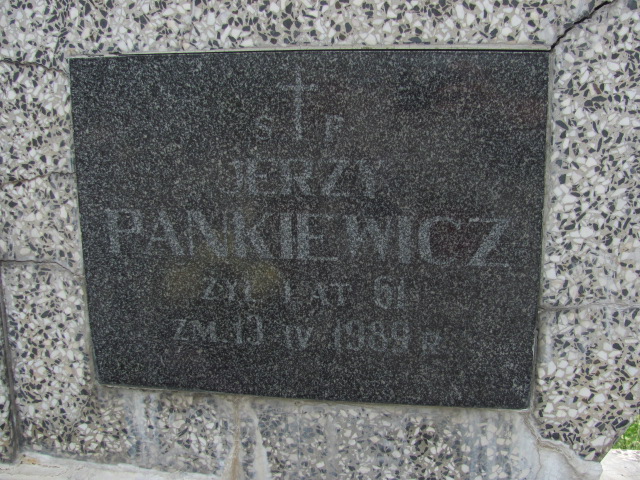 Ś P
JERZY
PANKIEWICZ
ŻYŁ LAT 61
ZM. 13 IV 1989 R.